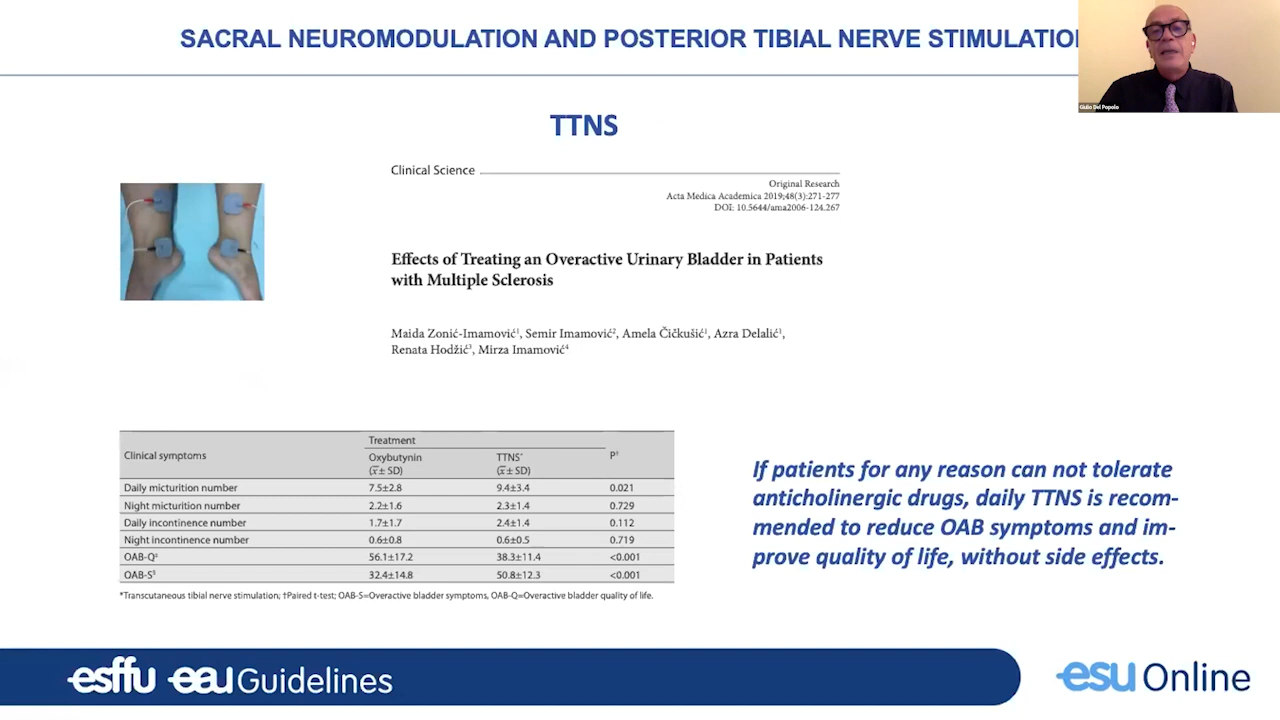 SACRAL NEUROMODULATION AND POSTERIOR TIBIAL NERVE STIMULATIO
Giulio Del Popolo
TTNS
Clinical Science
Original Research
Acta Medica Academica 2019;48(3):271-277
DOI: 10.5644/ama2006-124.267
Effects of Treating an Overactive Urinary Bladder in Patients
with Multiple Sclerosis
Maida Zonić-Imamović¹, Semir Imamović², Amela Čičkušić¹, Azra Delalić¹,
Renata Hodžić³, Mirza Imamović⁴
Treatment
Clinical symptoms Oxybutynin TTNS* P†
(x̄± SD) (x̄± SD)
Daily micturition number 7.5±2.8 9.4±3.4 0.021
Night micturition number 2.2±1.6 2.3±1.4 0.729
Daily incontinence number 1.7±1.7 2.4±1.4 0.112
Night incontinence number 0.6±0.8 0.6±0.5 0.719
OAB-Q 56.1±17.2 38.3±11.4 <0.001
OAB-S 32.4±14.8 50.8±12.3 <0.001
*Transcutaneous tibial nerve stimulation; †Paired t-test; OAB-S=Overactive bladder symptoms, OAB-Q=Overactive bladder quality of life.
If patients for any reason can not tolerate
anticholinergic drugs, daily TTNS is recom-
mended to reduce OAB symptoms and im-
prove quality of life, without side effects.
esffu eau Guidelines
esu Online